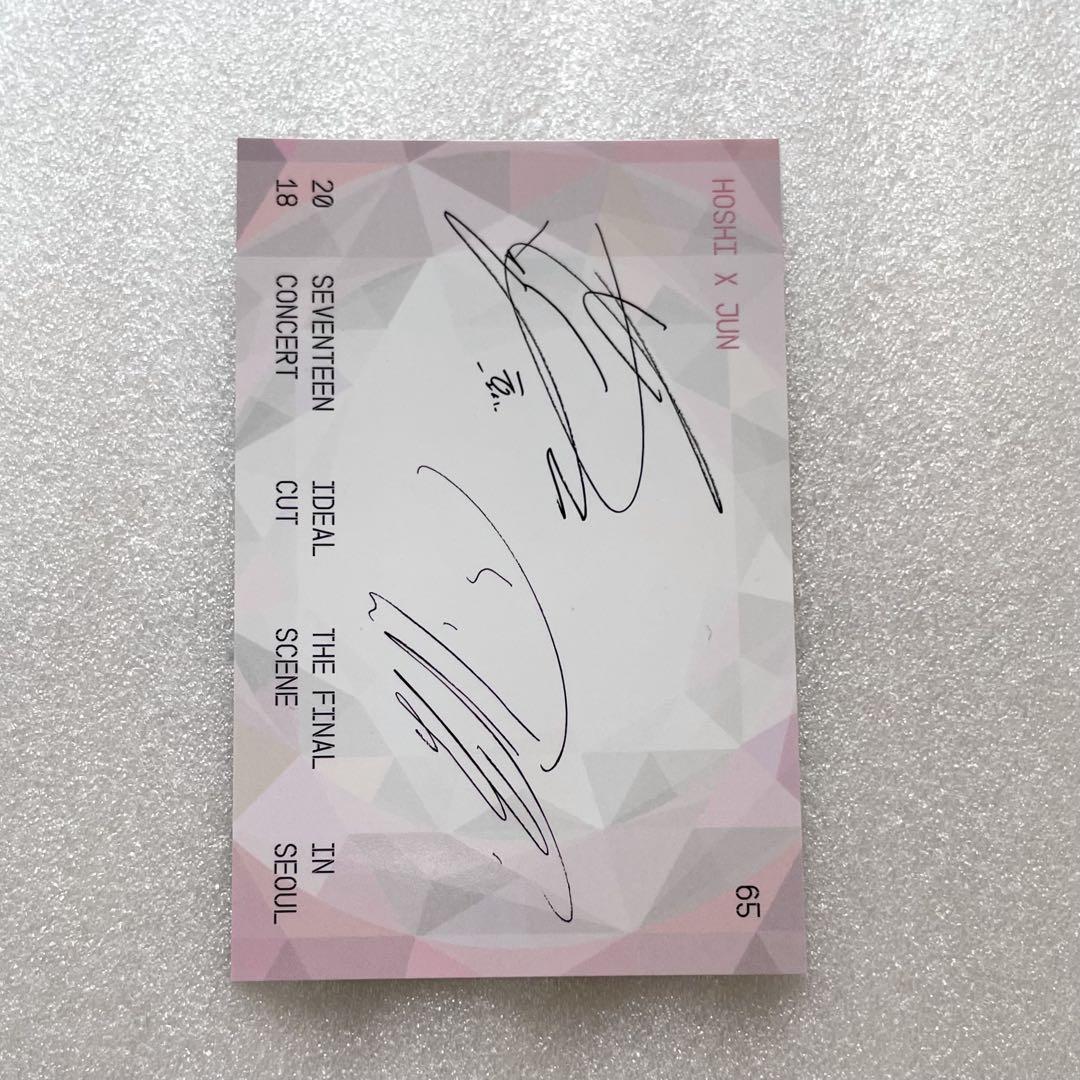 HOSHI X JUN
65
20 SEVENTEEN IDEAL THE FINAL IN
18 CONCERT CUT SCENE SEOUL